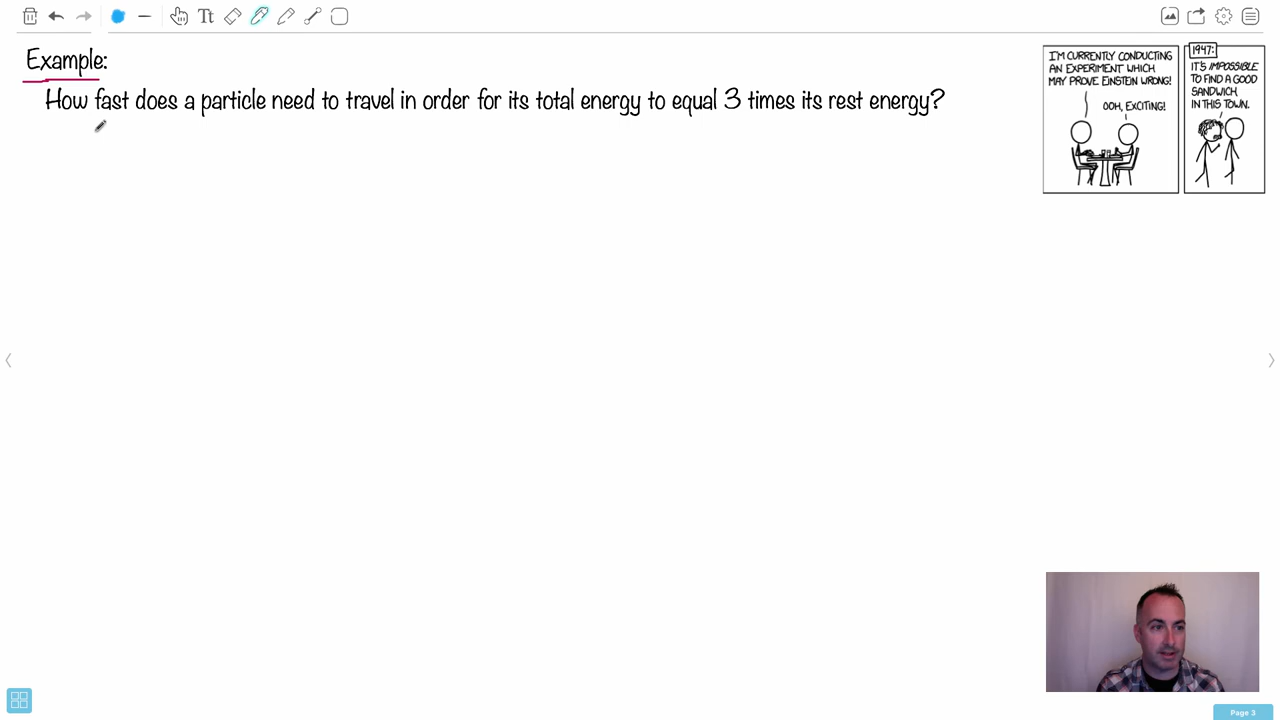 Tt
Example:
How fast does a particle need to travel in order for its total energy to equal 3 times its rest energy?
I'M CURRENTLY CONDUCTING
AN EXPERIMENT WHICH
MAY PROVE EINSTEIN WRONG!
OOH, EXCITING!
1947:
IT'S IMPOSSIBLE
TO FIND A GOOD
SANDWICH
IN THIS TOWN.
Page 3